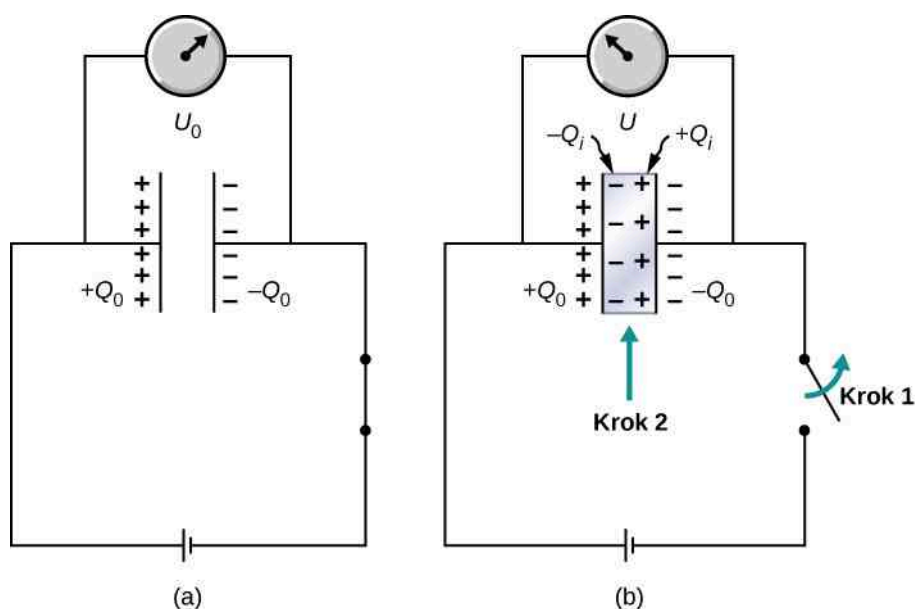 U₀
+ –
+ –
+ –
+ –
+ –
+ –
+Q₀ –Q₀
(a)
U
–Qᵢ +Qᵢ
+ – + –
+ –
+ – + –
+ – + –
+ –
+ – + –
+Q₀ –Q₀
Krok 2
Krok 1
(b)